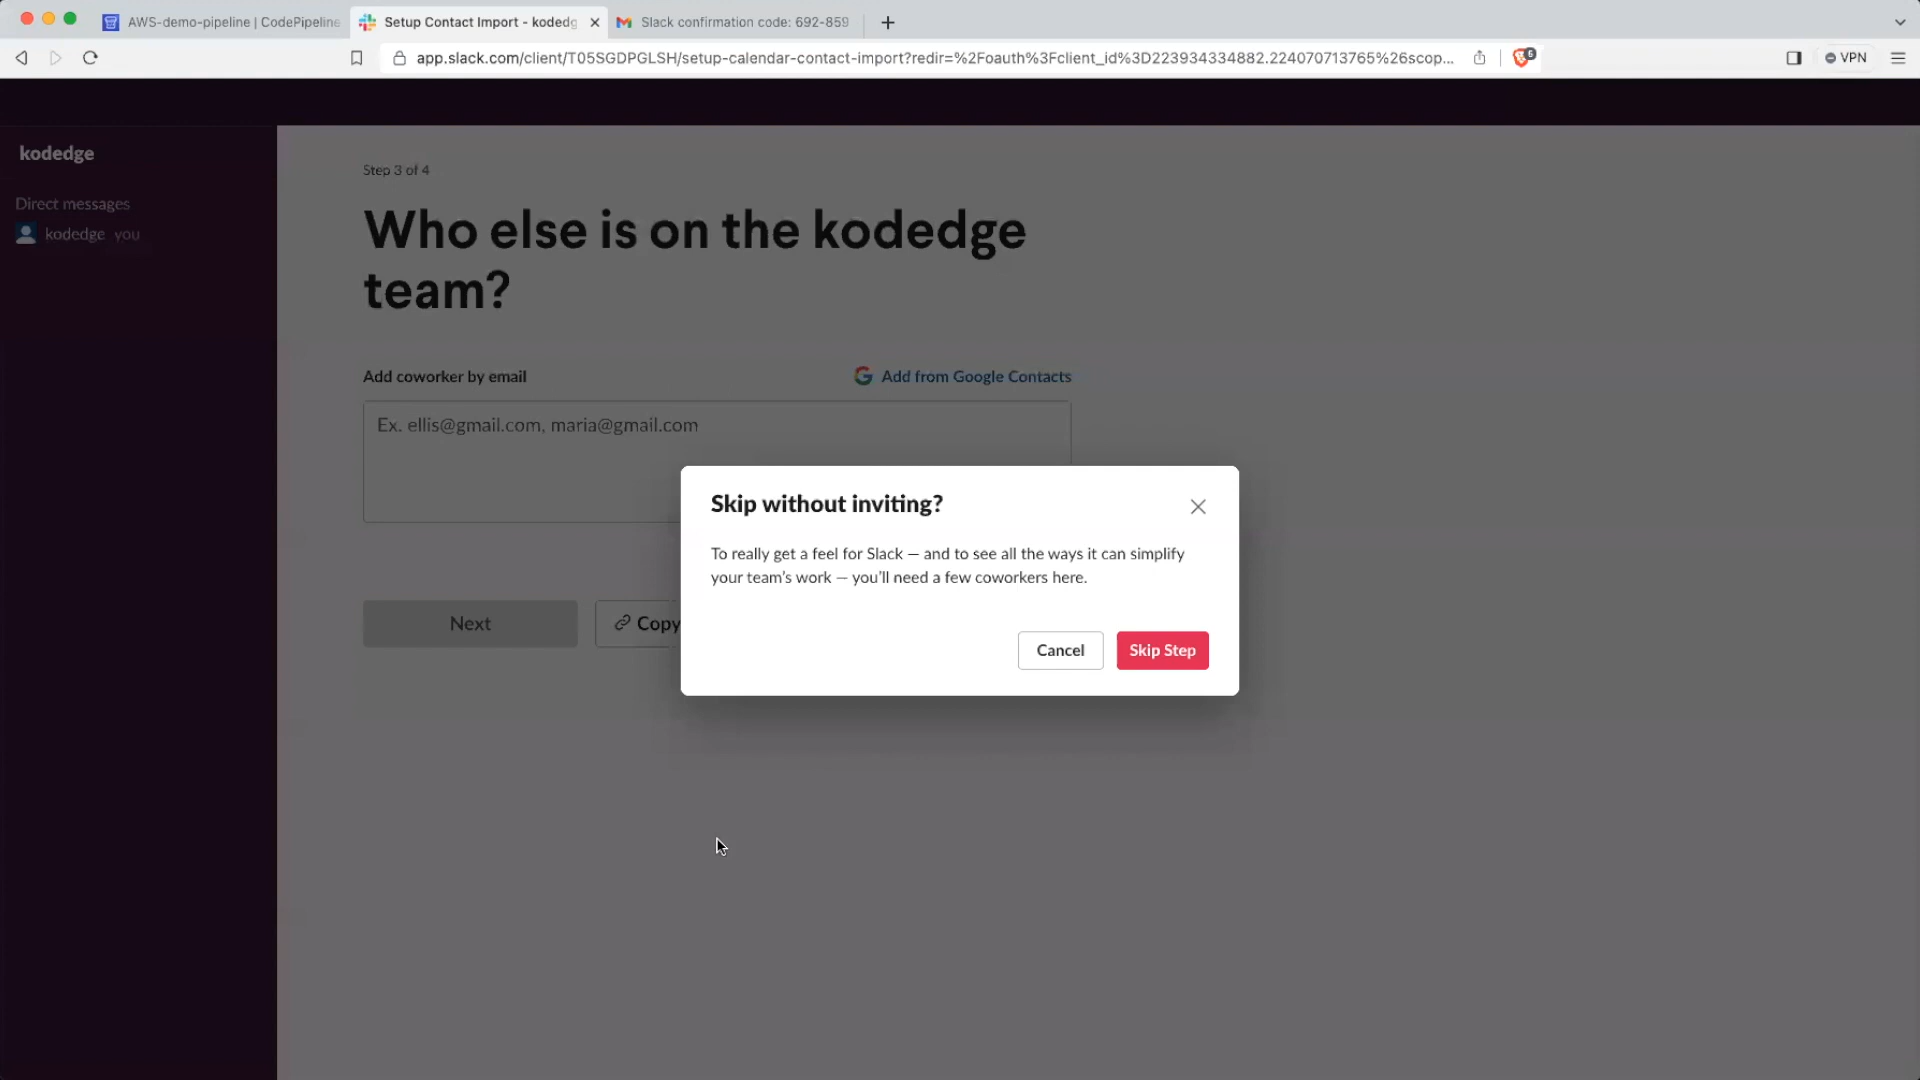 AWS-demo-pipeline | CodePipeline
Setup Contact Import - kodedg
Slack confirmation code: 692-859
app.slack.com/client/T05SGDPGLSH/setup-calendar-contact-import?redir=%2Foauth%3Fclient_id%3D223934334882.224070713765%26scop...
6
VPN
kodedge
Direct messages
kodedge you
Step 3 of 4
Who else is on the kodedge
team?
Add coworker by email
Add from Google Contacts
Ex. ellis@gmail.com, maria@gmail.com
Skip without inviting?
To really get a feel for Slack — and to see all the ways it can simplify
your team's work — you'll need a few coworkers here.
Next
Copy
Cancel
Skip Step